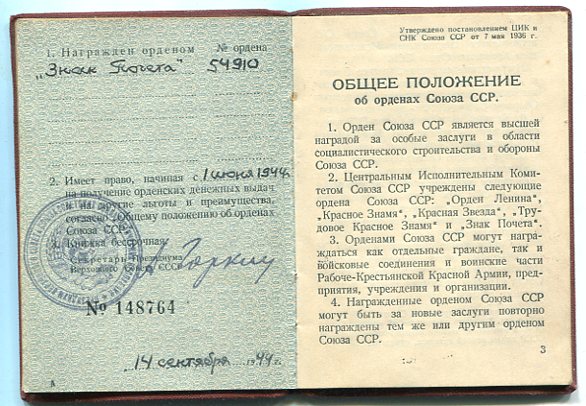 1. Награжден орденом № ордена
„Знак Почета“ 54910
2. Имеет право, начиная с 1 июня 1944г.
на получение орденских денежных выдач
и на другие льготы и преимущества,
согласно „Общему положению об орденах
Союза ССР“.
3. Книжка бессрочная.
Секретарь Президиума
Верховного Совета СССР
Горкин
№ 148764
„14 сентября 1944 г.
А
Утверждено постановлением ЦИК и
СНК Союза ССР от 7 мая 1936 г.
ОБЩЕЕ ПОЛОЖЕНИЕ
об орденах Союза ССР.
1. Орден Союза ССР является высшей
наградой за особые заслуги в области
социалистического строительства и обороны
Союза ССР.
2. Центральным Исполнительным Коми-
тетом Союза ССР учреждены следующие
ордена Союза ССР: „Орден Ленина“,
„Красное Знамя“, „Красная Звезда“, „Тру-
довое Красное Знамя“ и „Знак Почета“.
3. Орденами Союза ССР могут на-
граждаться как отдельные граждане, так и
войсковые соединения и воинские части
Рабоче-Крестьянской Красной Армии, пред-
приятия, учреждения и организации.
4. Награжденные орденом Союза ССР
могут быть за новые заслуги повторно
награждены тем же или другим орденом
Союза ССР.
3